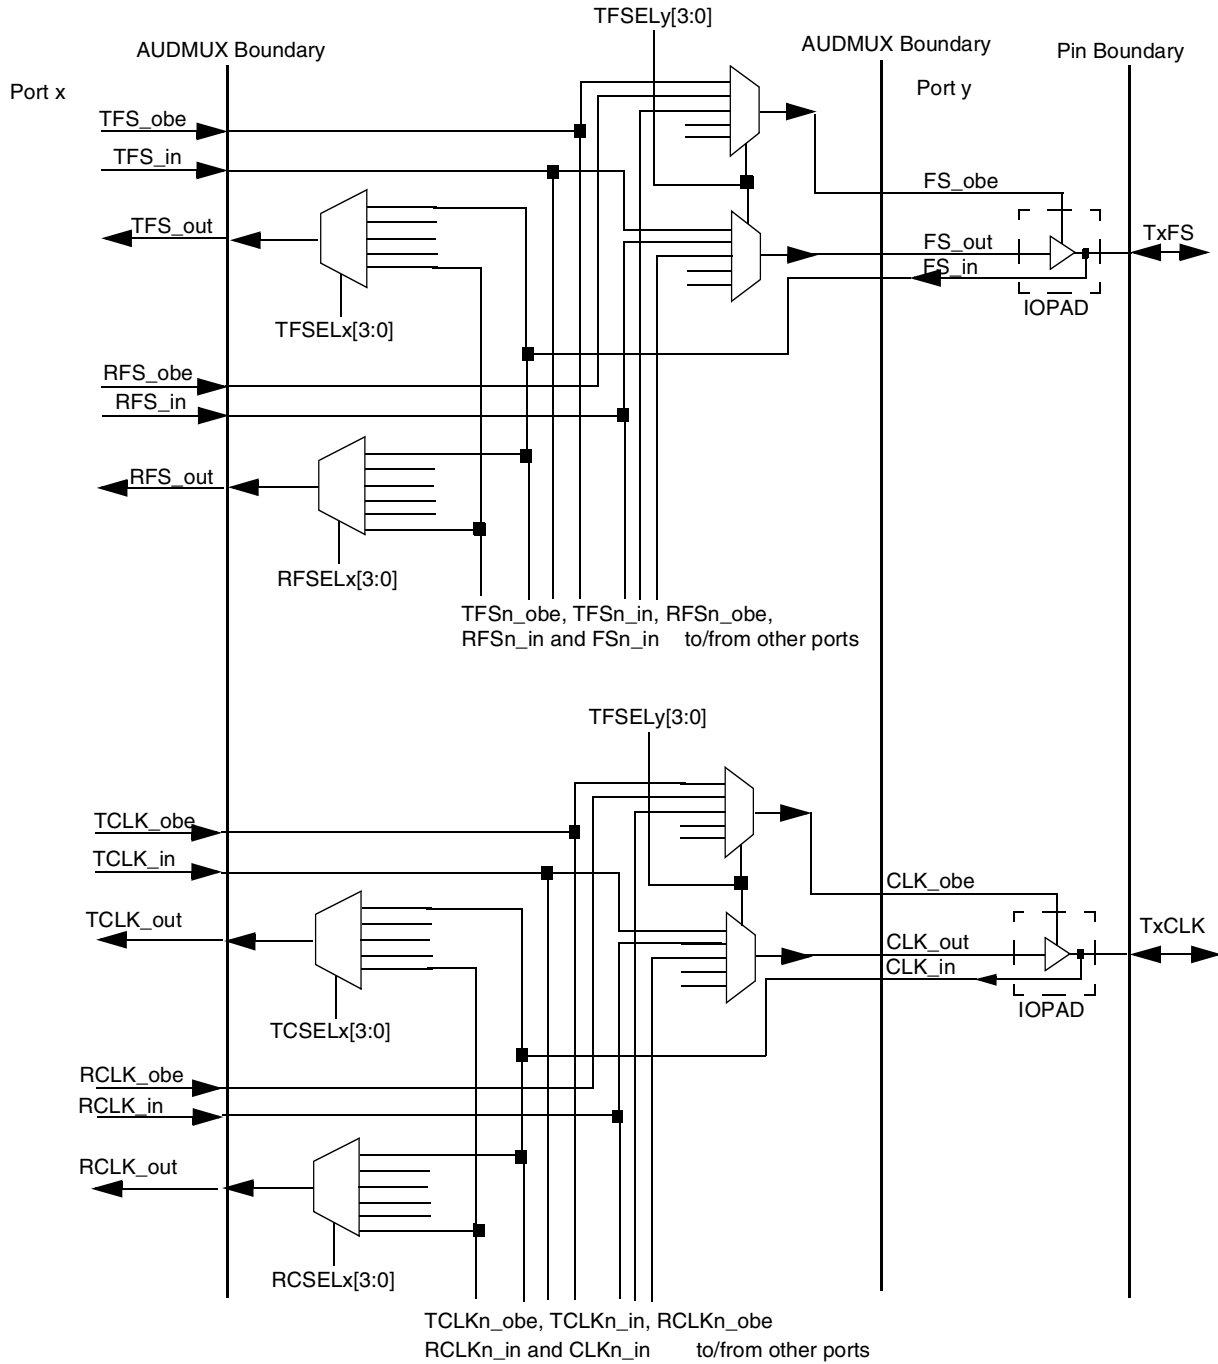 TFSELy[3:0]
AUDMUX Boundary
AUDMUX Boundary
Pin Boundary
Port x
Port y
TFS_obe
TFS_in
FS_obe
TFS_out
TxFS
FS_out
FS_in
IOPAD
TFSELx[3:0]
RFS_obe
RFS_in
RFS_out
RFSELx[3:0]
TFSn_obe, TFSn_in, RFSn_obe,
RFSn_in and FSn_in to/from other ports
TFSELy[3:0]
TCLK_obe
TCLK_in
CLK_obe
TCLK_out
TxCLK
CLK_out
CLK_in
IOPAD
TCSELx[3:0]
RCLK_obe
RCLK_in
RCLK_out
RCSELx[3:0]
TCLKn_obe, TCLKn_in, RCLKn_obe
RCLKn_in and CLKn_in to/from other ports